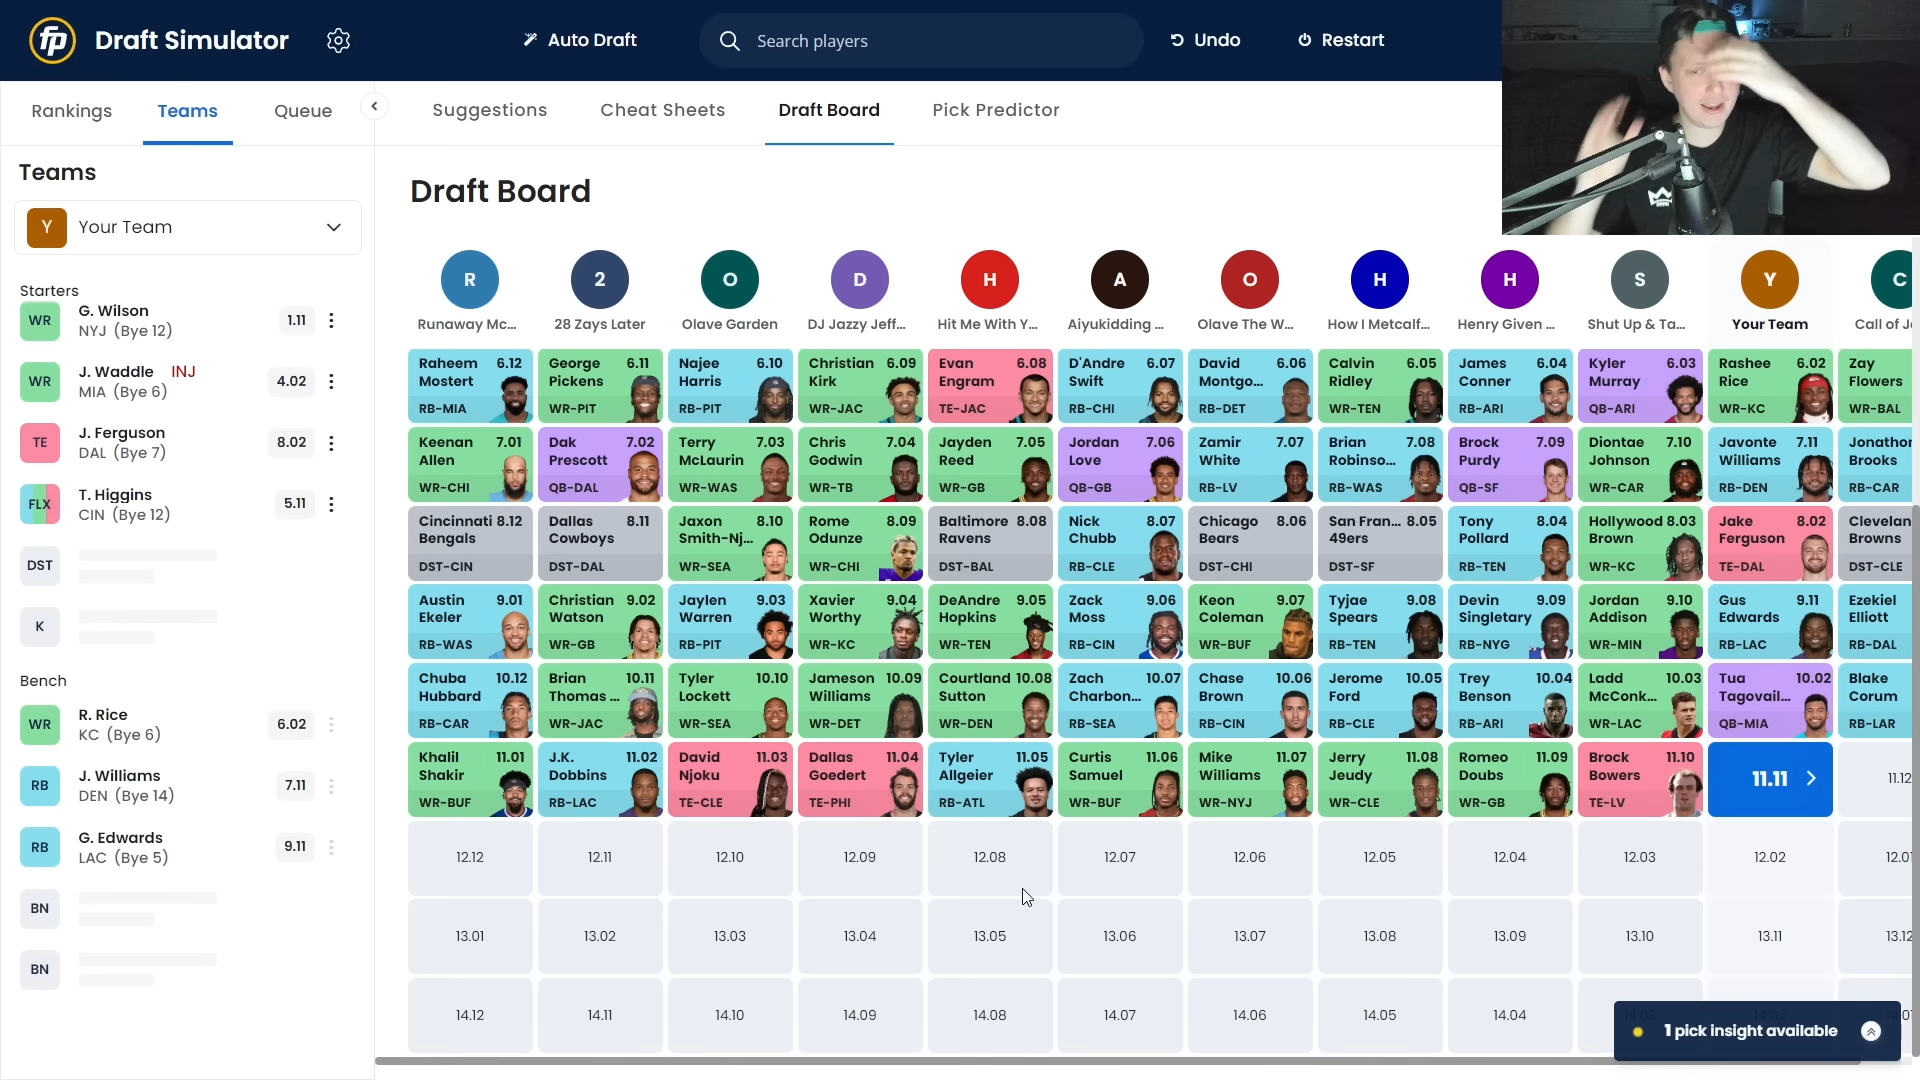 fp Draft Simulator
Auto Draft
Search players
Undo
Restart
Rankings
Teams
Queue
Suggestions
Cheat Sheets
Draft Board
Pick Predictor
Teams
Y Your Team
Starters
WR G. Wilson 1.11
NYJ (Bye 12)
WR J. Waddle INJ 4.02
MIA (Bye 6)
TE J. Ferguson 8.02
DAL (Bye 7)
FLX T. Higgins 5.11
CIN (Bye 12)
DST
K
Bench
WR R. Rice 6.02
KC (Bye 6)
RB J. Williams 7.11
DEN (Bye 14)
RB G. Edwards 9.11
LAC (Bye 5)
BN
BN
Draft Board
R 2 O D H A O H H S Y C
Runaway Mc... 28 Zays Later Olave Garden DJ Jazzy Jeff... Hit Me With Y... Aiyukidding ... Olave The W... How I Metcalf... Henry Given ... Shut Up & Ta... Your Team Call of J
Raheem 6.12 George 6.11 Najee 6.10 Christian 6.09 Evan 6.08 D'Andre 6.07 David 6.06 Calvin 6.05 James 6.04 Kyler 6.03 Rashee 6.02 Zay
Mostert Pickens Harris Kirk Engram Swift Montgo... Ridley Conner Murray Rice Flowers
RB-MIA WR-PIT RB-PIT WR-JAC TE-JAC RB-CHI RB-DET WR-TEN RB-ARI QB-ARI WR-KC WR-BAL
Keenan 7.01 Dak 7.02 Terry 7.03 Chris 7.04 Jayden 7.05 Jordan 7.06 Zamir 7.07 Brian 7.08 Brock 7.09 Diontae 7.10 Javonte 7.11 Jonathon
Allen Prescott McLaurin Godwin Reed Love White Robinso... Purdy Johnson Williams Brooks
WR-CHI QB-DAL WR-WAS WR-TB WR-GB QB-GB RB-LV RB-WAS QB-SF WR-CAR RB-DEN RB-CAR
Cincinnati 8.12 Dallas 8.11 Jaxon 8.10 Rome 8.09 Baltimore 8.08 Nick 8.07 Chicago 8.06 San Fran... 8.05 Tony 8.04 Hollywood 8.03 Jake 8.02 Clevelan
Bengals Cowboys Smith-Nj... Odunze Ravens Chubb Bears 49ers Pollard Brown Ferguson Browns
DST-CIN DST-DAL WR-SEA WR-CHI DST-BAL RB-CLE DST-CHI DST-SF RB-TEN WR-KC TE-DAL DST-CLE
Austin 9.01 Christian 9.02 Jaylen 9.03 Xavier 9.04 DeAndre 9.05 Zack 9.06 Keon 9.07 Tyjae 9.08 Devin 9.09 Jordan 9.10 Gus 9.11 Ezekiel
Ekeler Watson Warren Worthy Hopkins Moss Coleman Spears Singletary Addison Edwards Elliott
RB-WAS WR-GB RB-PIT WR-KC WR-TEN RB-CIN WR-BUF RB-TEN RB-NYG WR-MIN RB-LAC RB-DAL
Chuba 10.12 Brian 10.11 Tyler 10.10 Jameson 10.09 Courtland 10.08 Zach 10.07 Chase 10.06 Jerome 10.05 Trey 10.04 Ladd 10.03 Tua 10.02 Blake
Hubbard Thomas ... Lockett Williams Sutton Charbon... Brown Ford Benson McConk... Tagovail... Corum
RB-CAR WR-JAC WR-SEA WR-DET WR-DEN RB-SEA RB-CIN RB-CLE RB-ARI WR-LAC QB-MIA RB-LAR
Khalil 11.01 J.K. 11.02 David 11.03 Dallas 11.04 Tyler 11.05 Curtis 11.06 Mike 11.07 Jerry 11.08 Romeo 11.09 Brock 11.10 11.11 11.12
Shakir Dobbins Njoku Goedert Allgeier Samuel Williams Jeudy Doubs Bowers
WR-BUF RB-LAC TE-CLE TE-PHI RB-ATL WR-BUF WR-NYJ WR-CLE WR-GB TE-LV
12.12 12.11 12.10 12.09 12.08 12.07 12.06 12.05 12.04 12.03 12.02 12.01
13.01 13.02 13.03 13.04 13.05 13.06 13.07 13.08 13.09 13.10 13.11 13.12
14.12 14.11 14.10 14.09 14.08 14.07 14.06 14.05 14.04
1 pick insight available